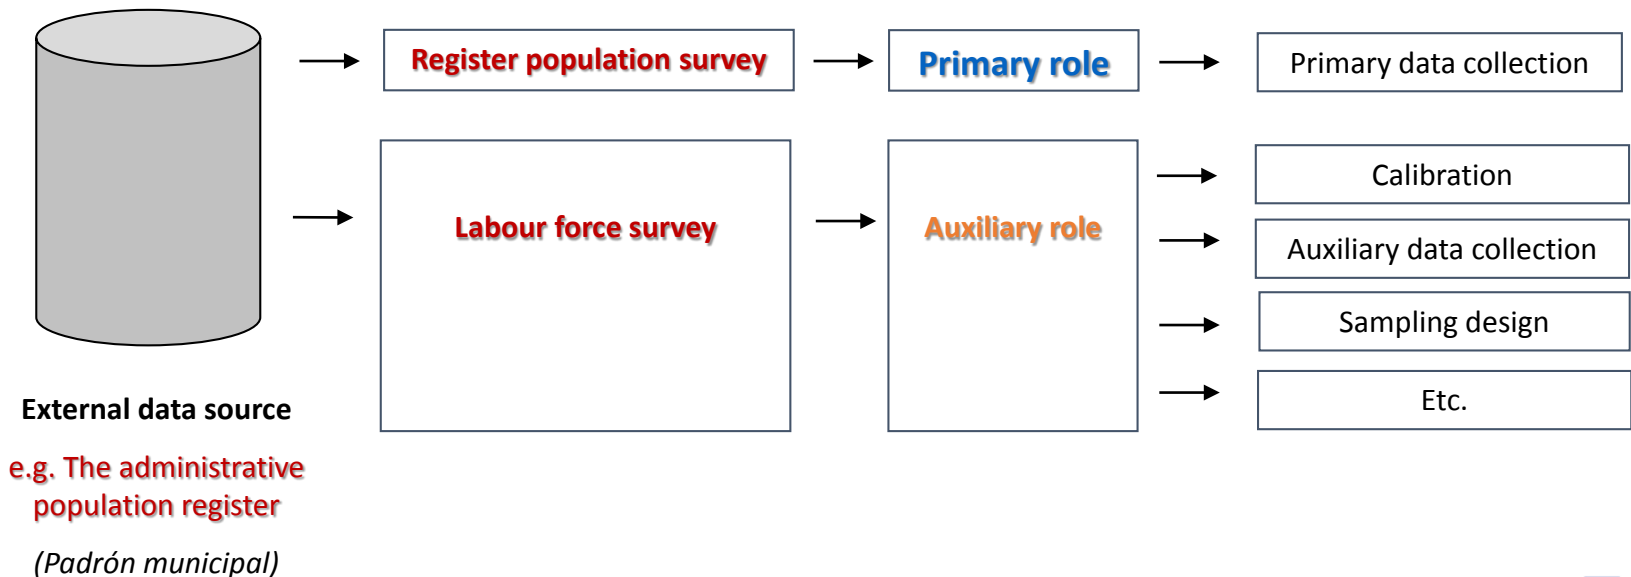 Register population survey
Primary role
Primary data collection
Labour force survey
Auxiliary role
Calibration
Auxiliary data collection
Sampling design
Etc.
External data source
e.g. The administrative
population register
(Padrón municipal)